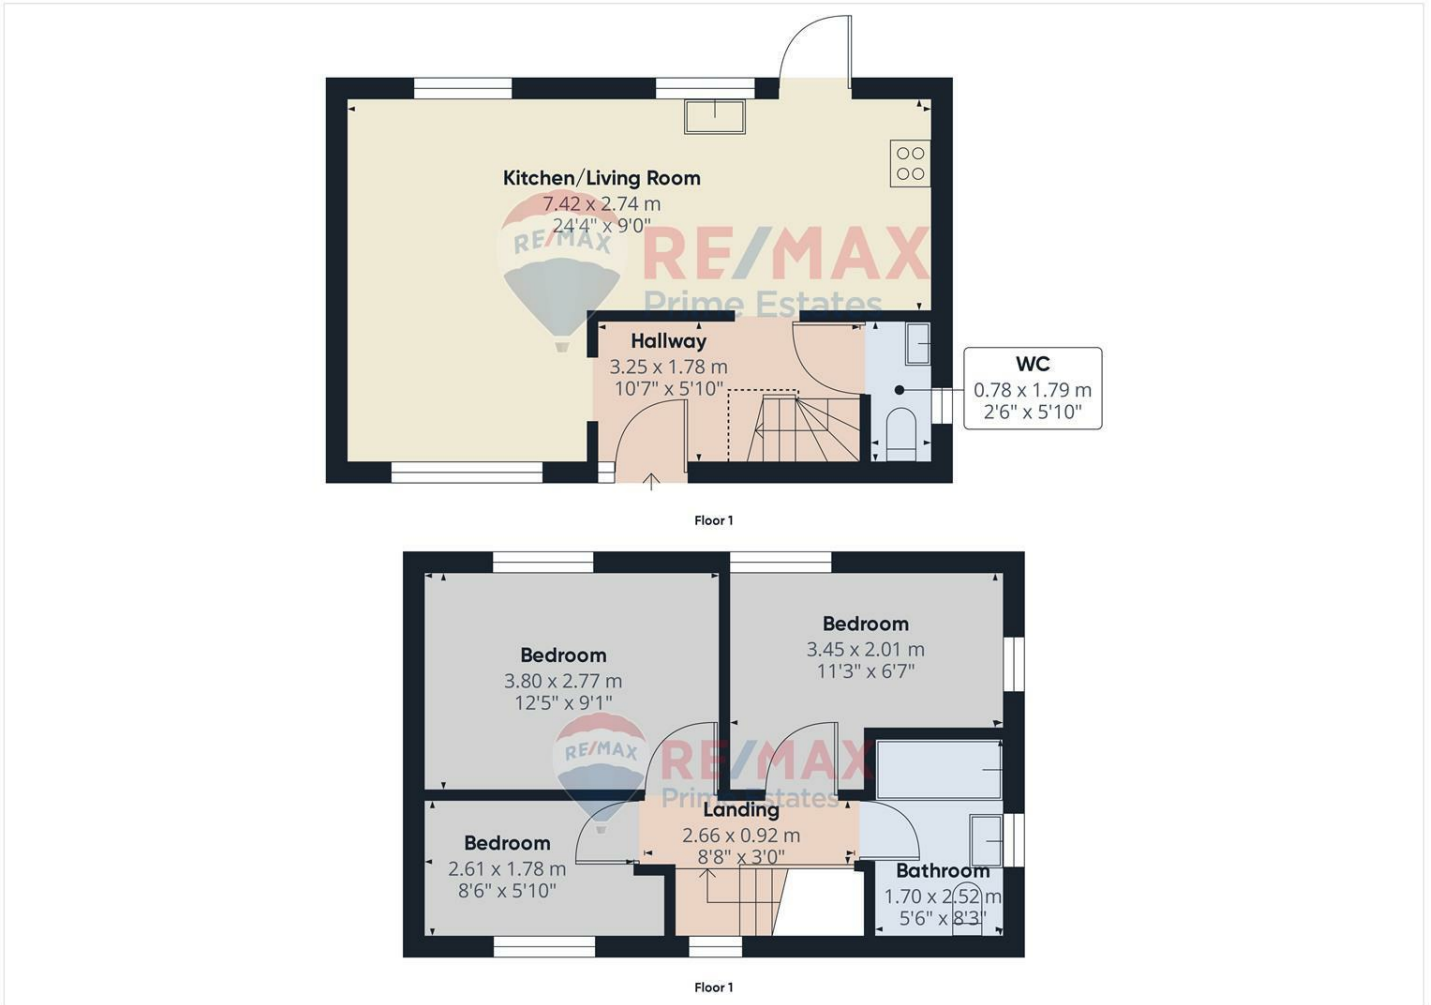 Kitchen/Living Room
7.42 x 2.74 m
24'4" x 9'0"
RE/MAX
RE/MAX
Prime Estates
Hallway
3.25 x 1.78 m
10'7" x 5'10"
WC
0.78 x 1.79 m
2'6" x 5'10"
Floor 1
Bedroom
3.80 x 2.77 m
12'5" x 9'1"
Bedroom
3.45 x 2.01 m
11'3" x 6'7"
RE/MAX
RE/MAX
Prime Estates
Landing
2.66 x 0.92 m
8'8" x 3'0"
Bedroom
2.61 x 1.78 m
8'6" x 5'10"
Bathroom
1.70 x 2.52 m
5'6" x 8'3"
Floor 1